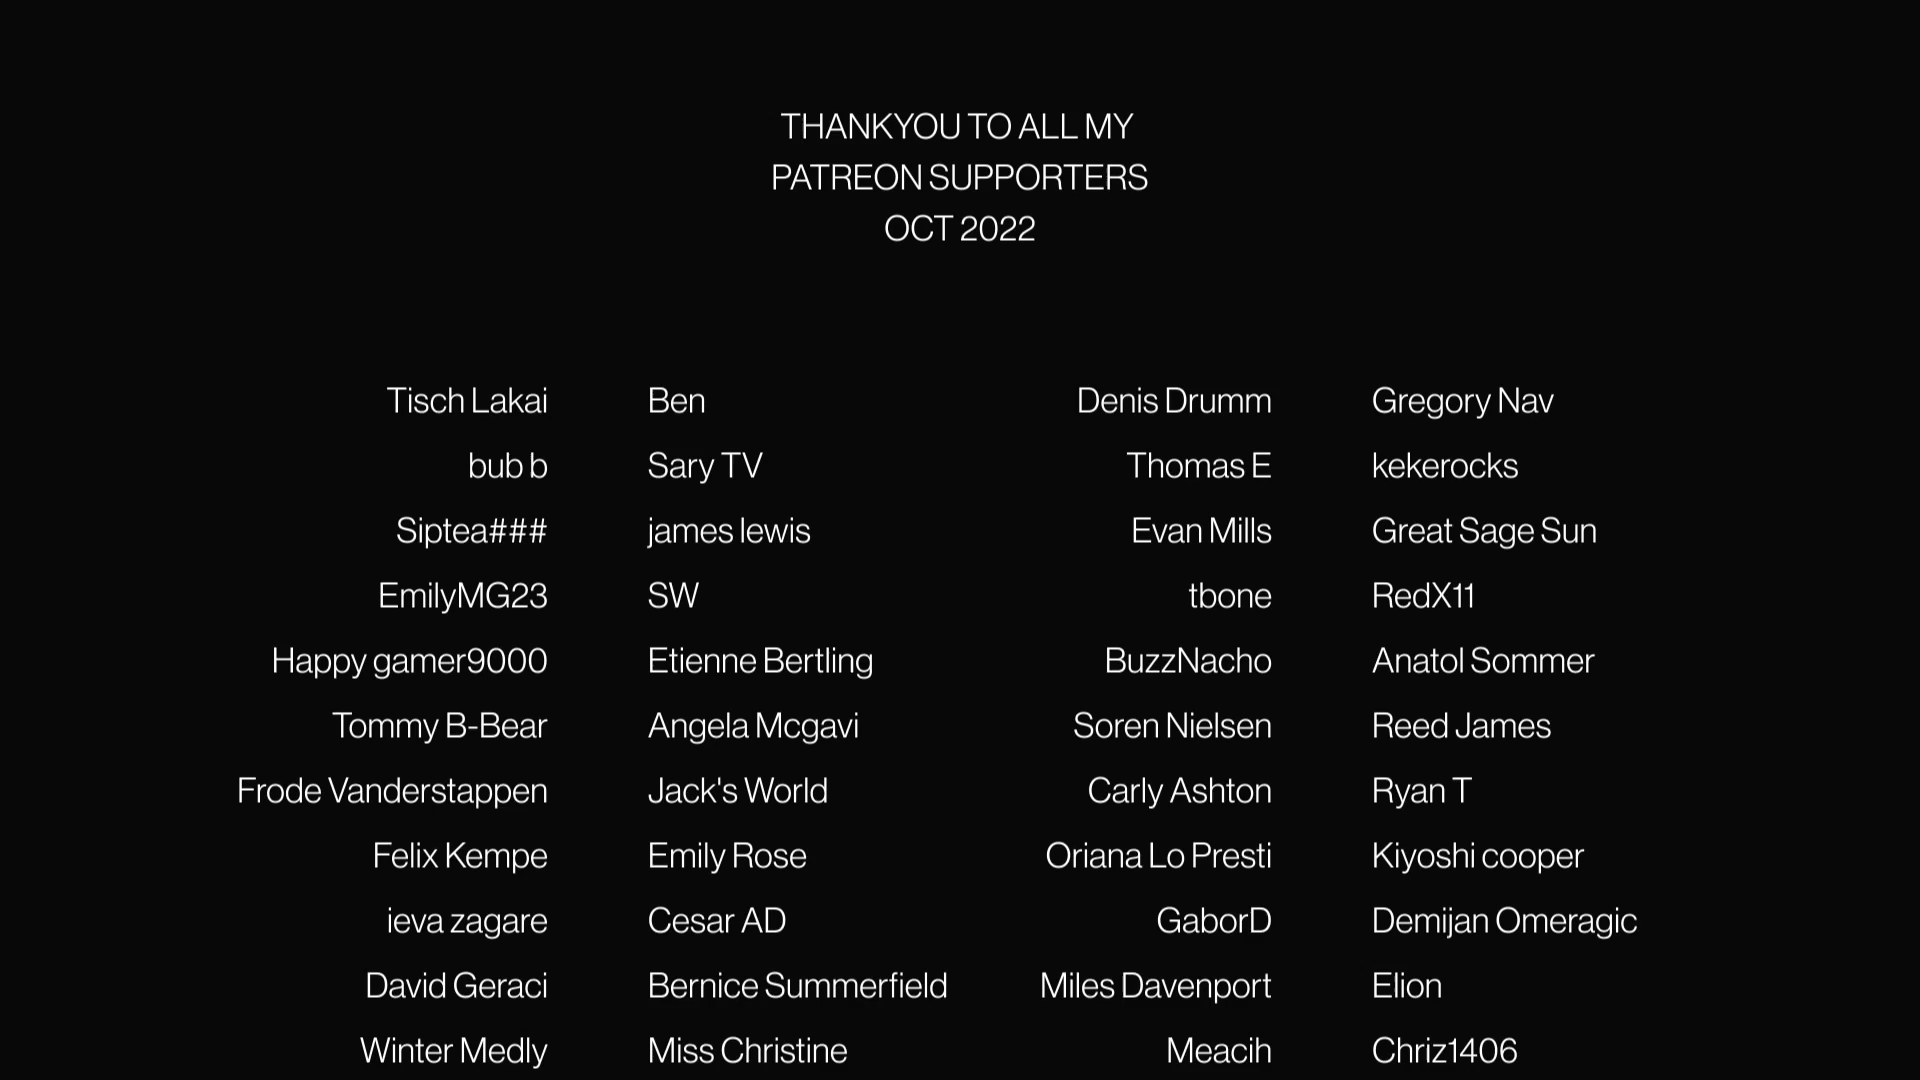 THANKYOU TO ALL MY
PATREON SUPPORTERS
OCT 2022
Tisch Lakai Ben Denis Drumm Gregory Nav
bub b Sary TV Thomas E kekerocks
Siptea### james lewis Evan Mills Great Sage Sun
EmilyMG23 SW tbone RedX11
Happy gamer9000 Etienne Bertling BuzzNacho Anatol Sommer
Tommy B-Bear Angela Mcgavi Soren Nielsen Reed James
Frode Vanderstappen Jack's World Carly Ashton Ryan T
Felix Kempe Emily Rose Oriana Lo Presti Kiyoshi cooper
ieva zagare Cesar AD GaborD Demijan Omeragic
David Geraci Bernice Summerfield Miles Davenport Elion
Winter Medly Miss Christine Meacih Chriz1406